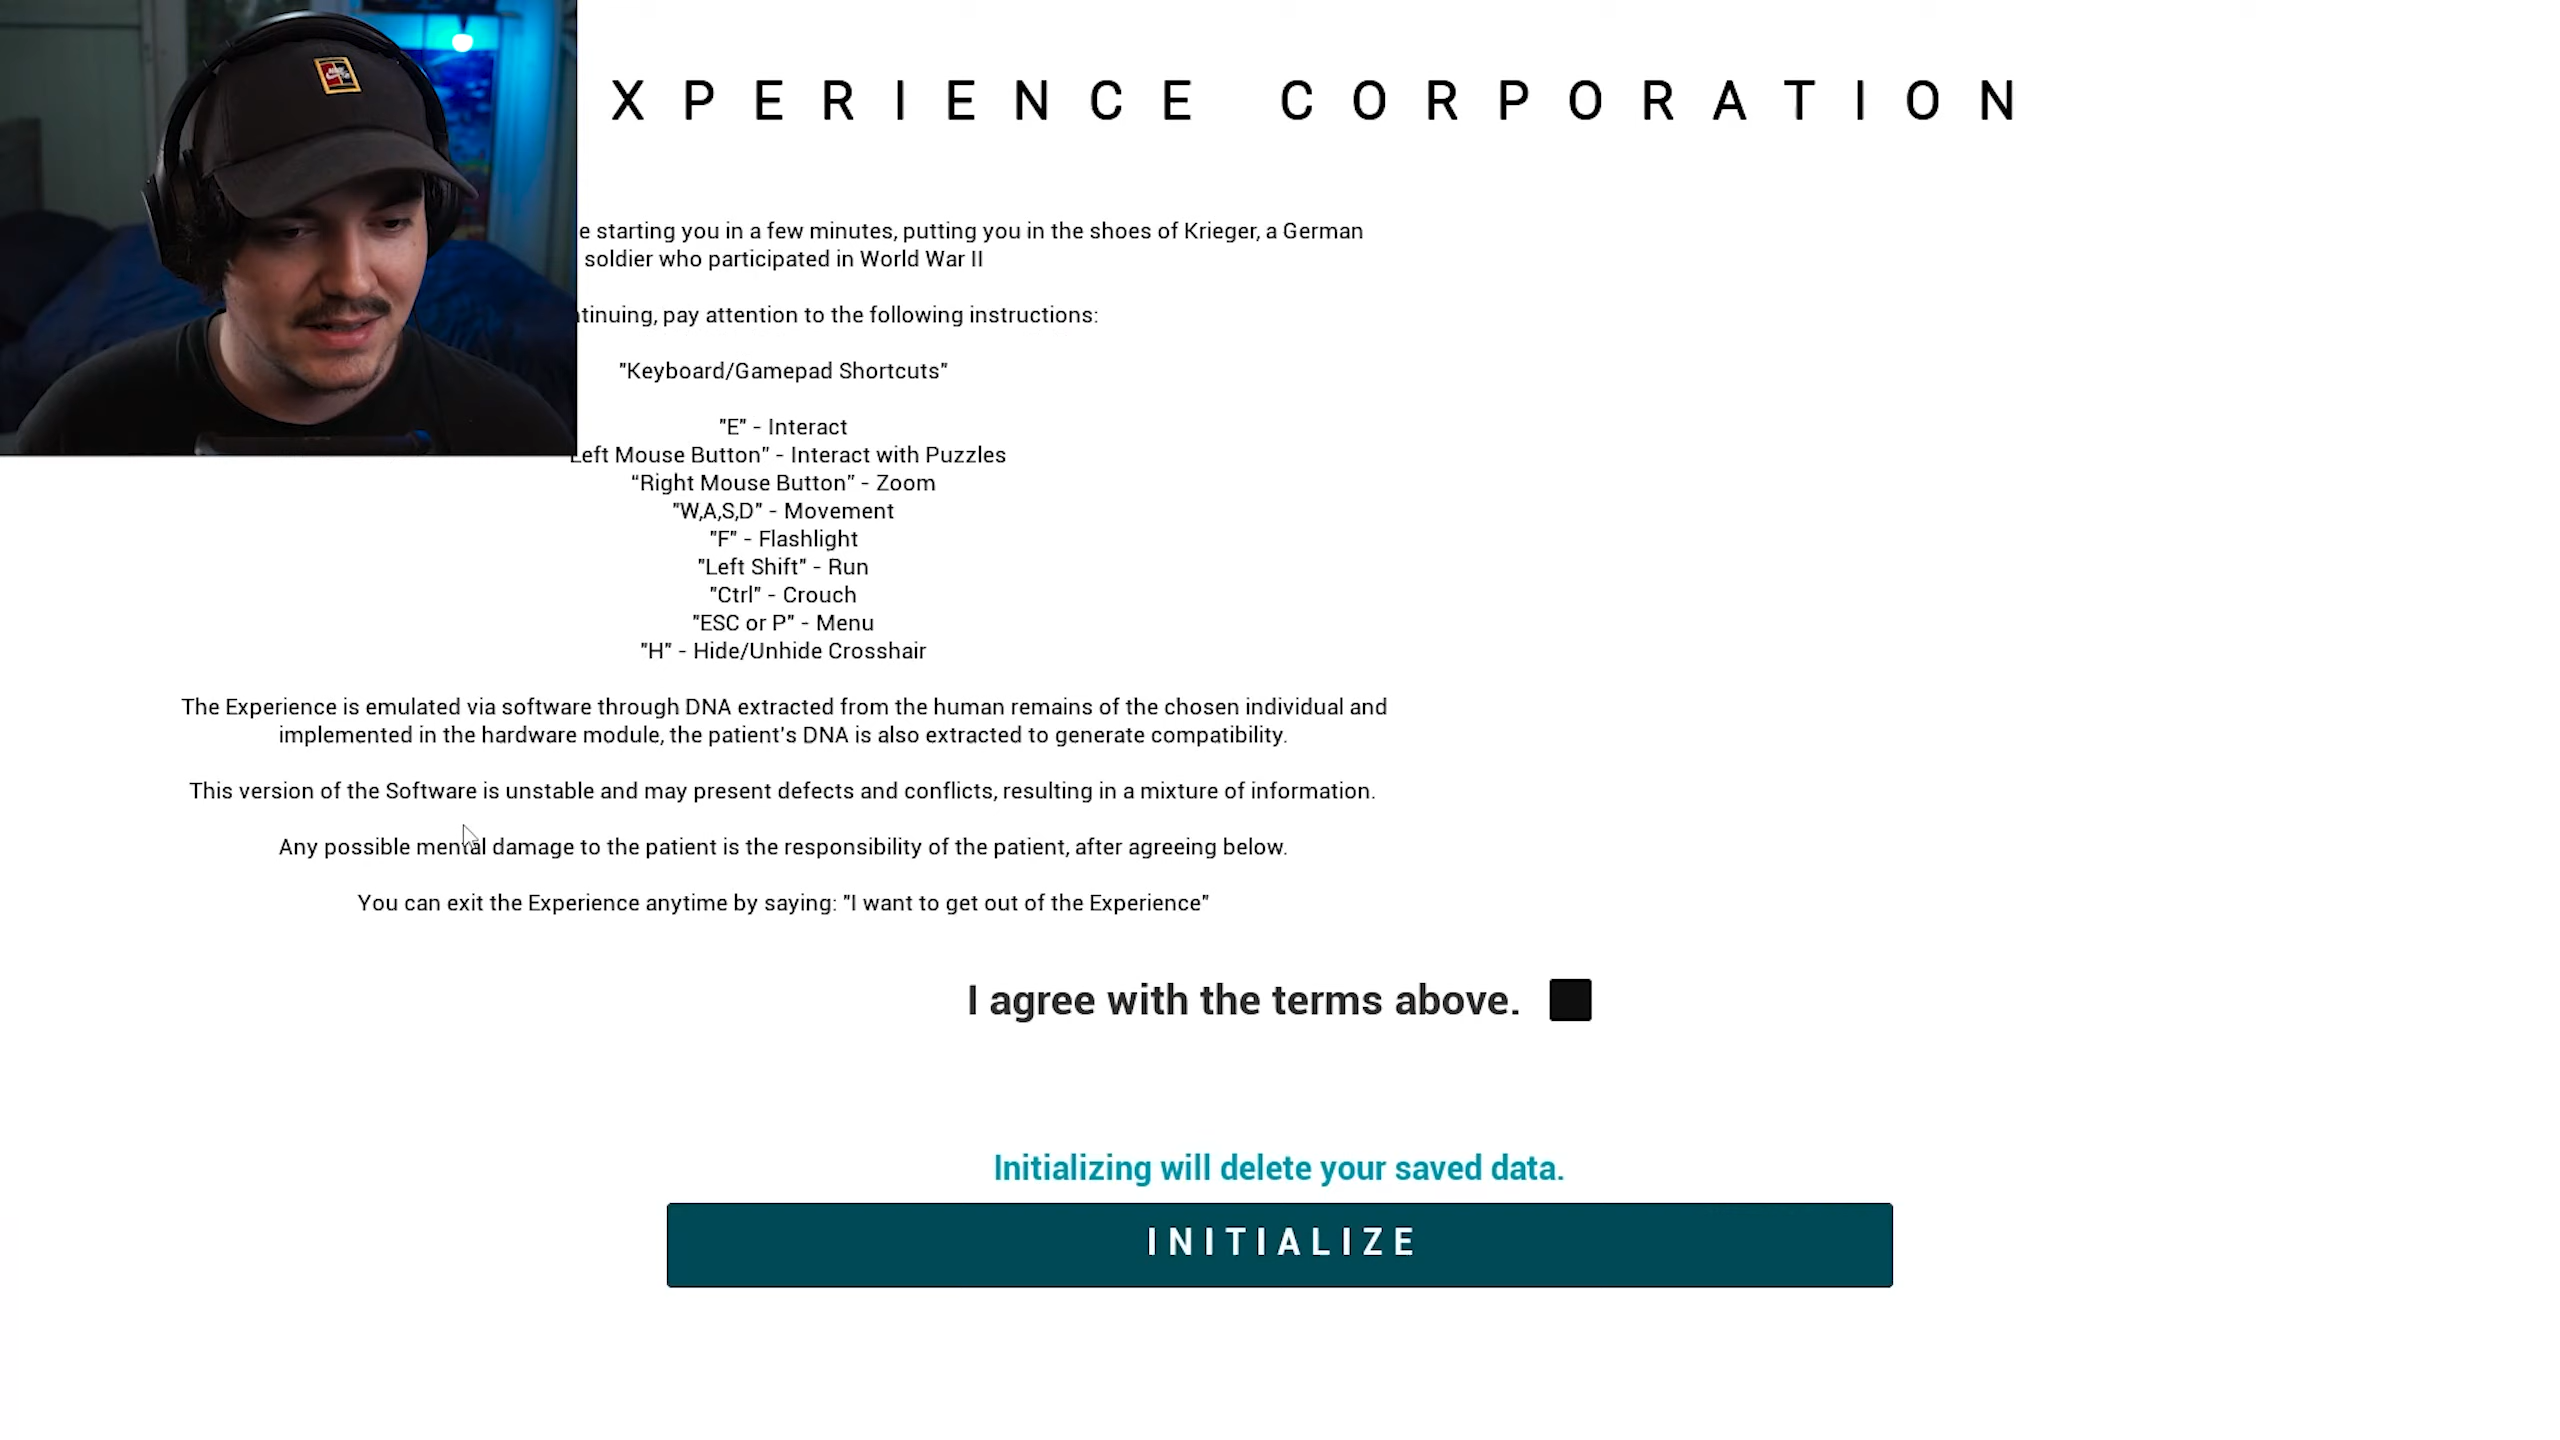 XPERIENCE CORPORATION
e starting you in a few minutes, putting you in the shoes of Krieger, a German
soldier who participated in World War II
tinuing, pay attention to the following instructions:
"Keyboard/Gamepad Shortcuts"
"E" - Interact
Left Mouse Button” - Interact with Puzzles
“Right Mouse Button” - Zoom
"W,A,S,D" - Movement
"F" - Flashlight
"Left Shift" - Run
"Ctrl" - Crouch
"ESC or P" - Menu
"H" - Hide/Unhide Crosshair
The Experience is emulated via software through DNA extracted from the human remains of the chosen individual and
implemented in the hardware module, the patient's DNA is also extracted to generate compatibility.
This version of the Software is unstable and may present defects and conflicts, resulting in a mixture of information.
Any possible mental damage to the patient is the responsibility of the patient, after agreeing below.
You can exit the Experience anytime by saying: "I want to get out of the Experience"
I agree with the terms above.
Initializing will delete your saved data.
INITIALIZE